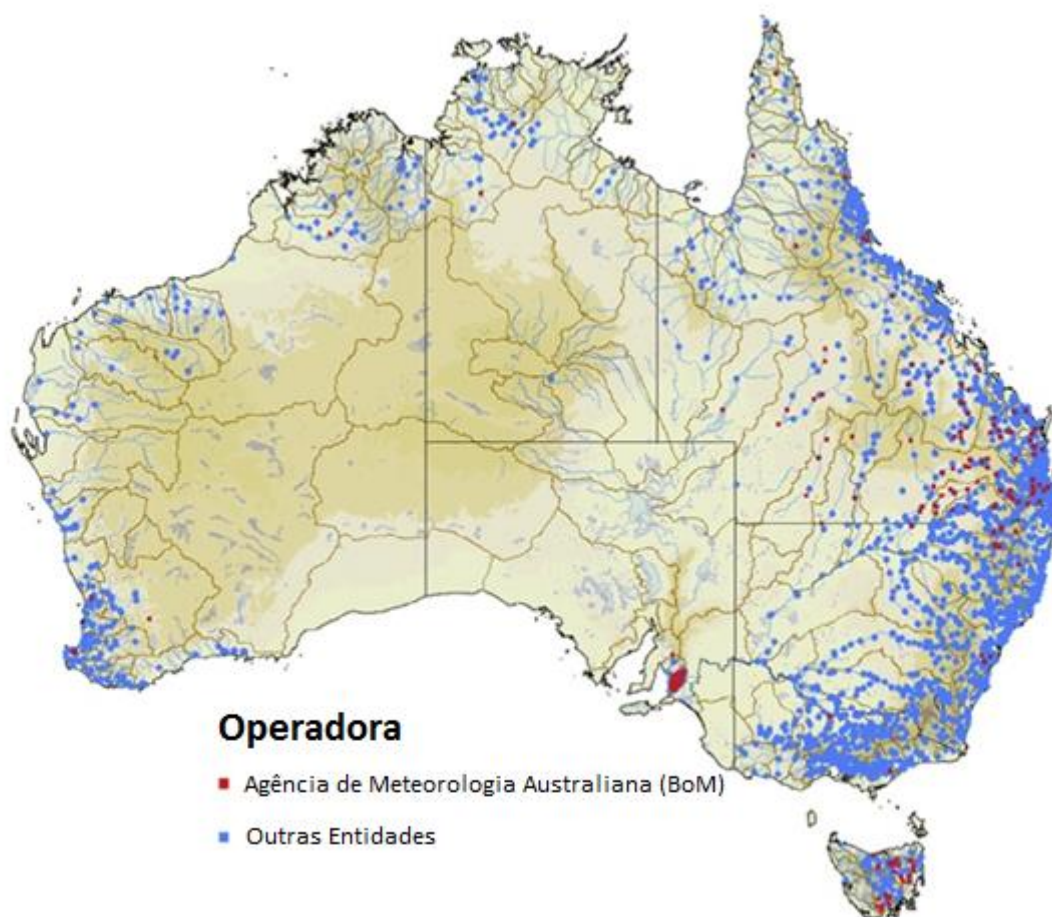 Operadora
Agência de Meteorologia Australiana (BoM)
Outras Entidades